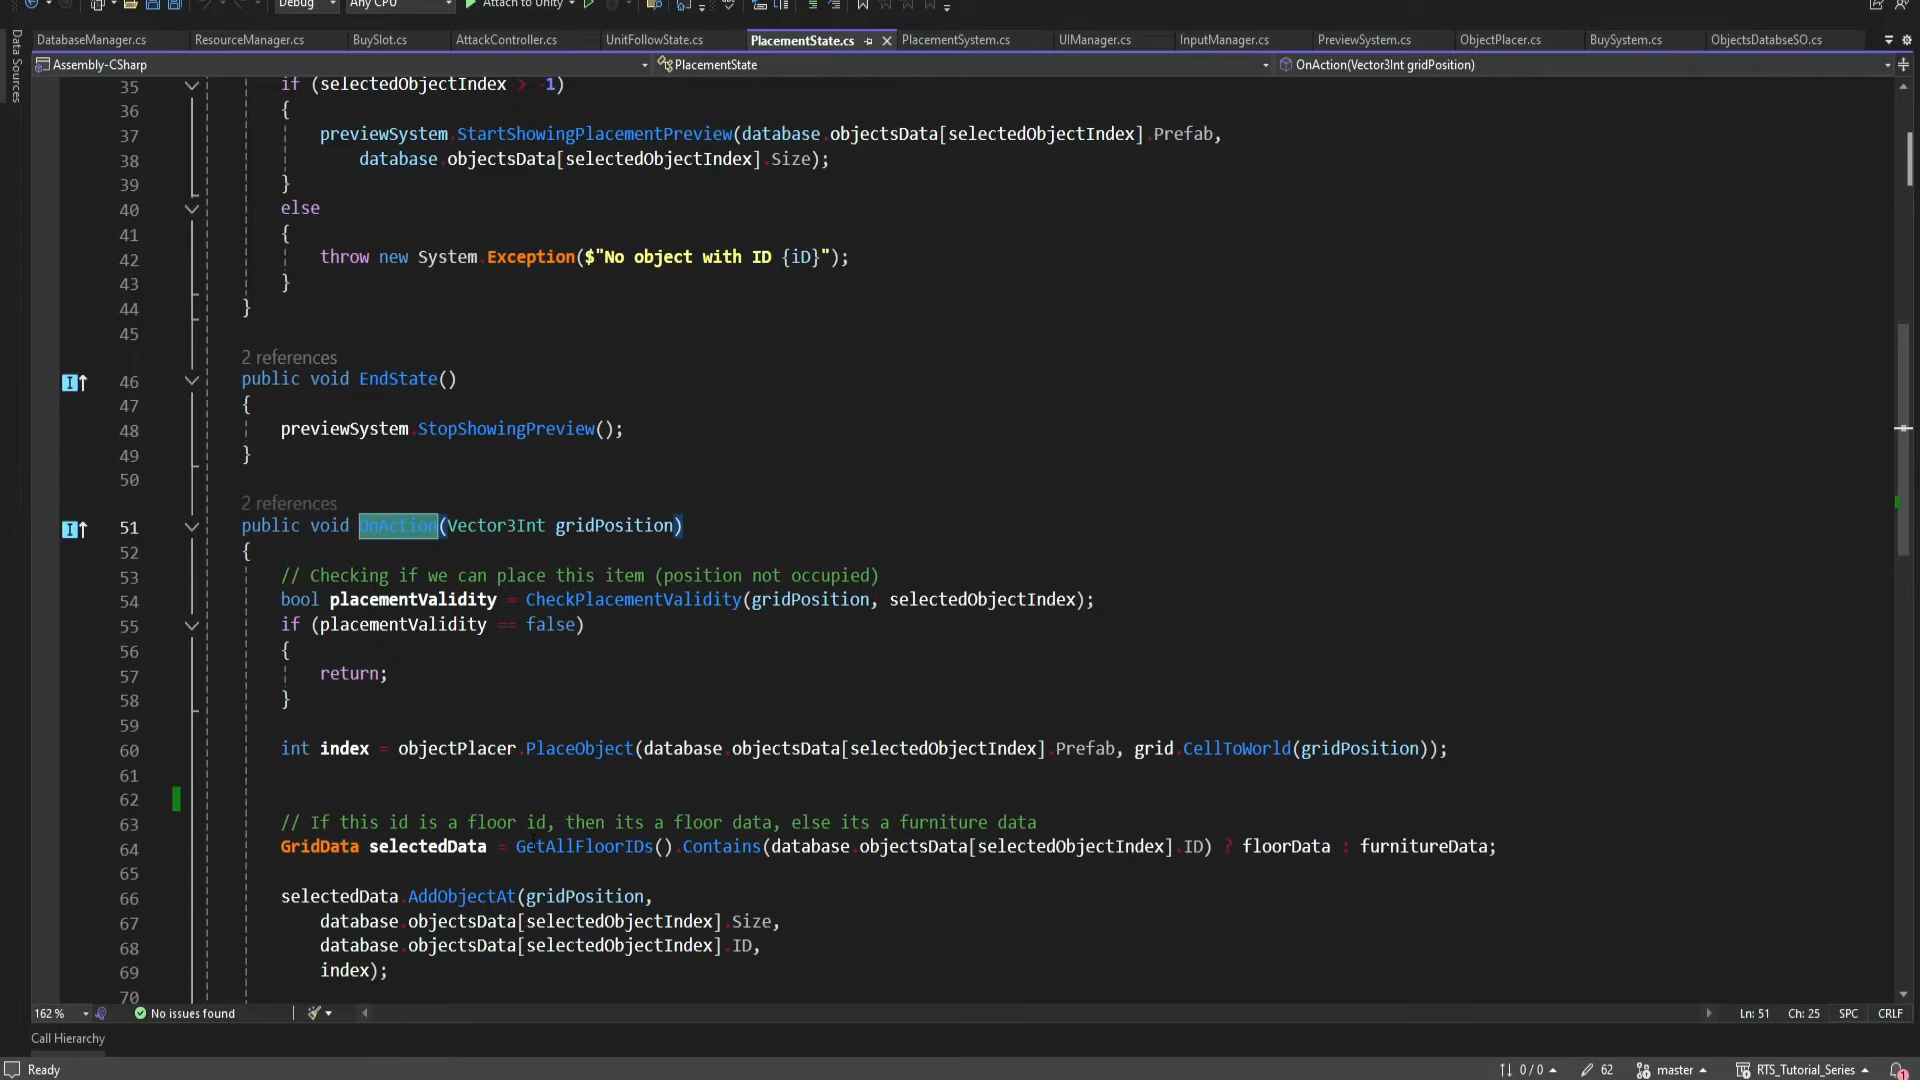 Debug
Any CPU
Attach to Unity
DatabaseManager.cs
ResourceManager.cs
BuySlot.cs
AttackController.cs
UnitFollowState.cs
PlacementState.cs
PlacementSystem.cs
UIManager.cs
InputManager.cs
PreviewSystem.cs
ObjectPlacer.cs
BuySystem.cs
ObjectsDatabseSO.cs
Data Sources
Assembly-CSharp
PlacementState
OnAction(Vector3Int gridPosition)
35 if (selectedObjectIndex > -1)
36 {
37 previewSystem.StartShowingPlacementPreview(database.objectsData[selectedObjectIndex].Prefab,
38 database.objectsData[selectedObjectIndex].Size);
39 }
40 else
41 {
42 throw new System.Exception($"No object with ID {iD}");
43 }
44 }
45
2 references
46 public void EndState()
47 {
48 previewSystem.StopShowingPreview();
49 }
50
2 references
51 public void OnAction(Vector3Int gridPosition)
52 {
53 // Checking if we can place this item (position not occupied)
54 bool placementValidity = CheckPlacementValidity(gridPosition, selectedObjectIndex);
55 if (placementValidity == false)
56 {
57 return;
58 }
59
60 int index = objectPlacer.PlaceObject(database.objectsData[selectedObjectIndex].Prefab, grid.CellToWorld(gridPosition));
61
62
63 // If this id is a floor id, then its a floor data, else its a furniture data
64 GridData selectedData = GetAllFloorIDs().Contains(database.objectsData[selectedObjectIndex].ID) ? floorData : furnitureData;
65
66 selectedData.AddObjectAt(gridPosition,
67 database.objectsData[selectedObjectIndex].Size,
68 database.objectsData[selectedObjectIndex].ID,
69 index);
70
162 %
No issues found
Ln: 51
Ch: 25
SPC
CRLF
Call Hierarchy
Ready
0 / 0
62
master
RTS_Tutorial_Series
1